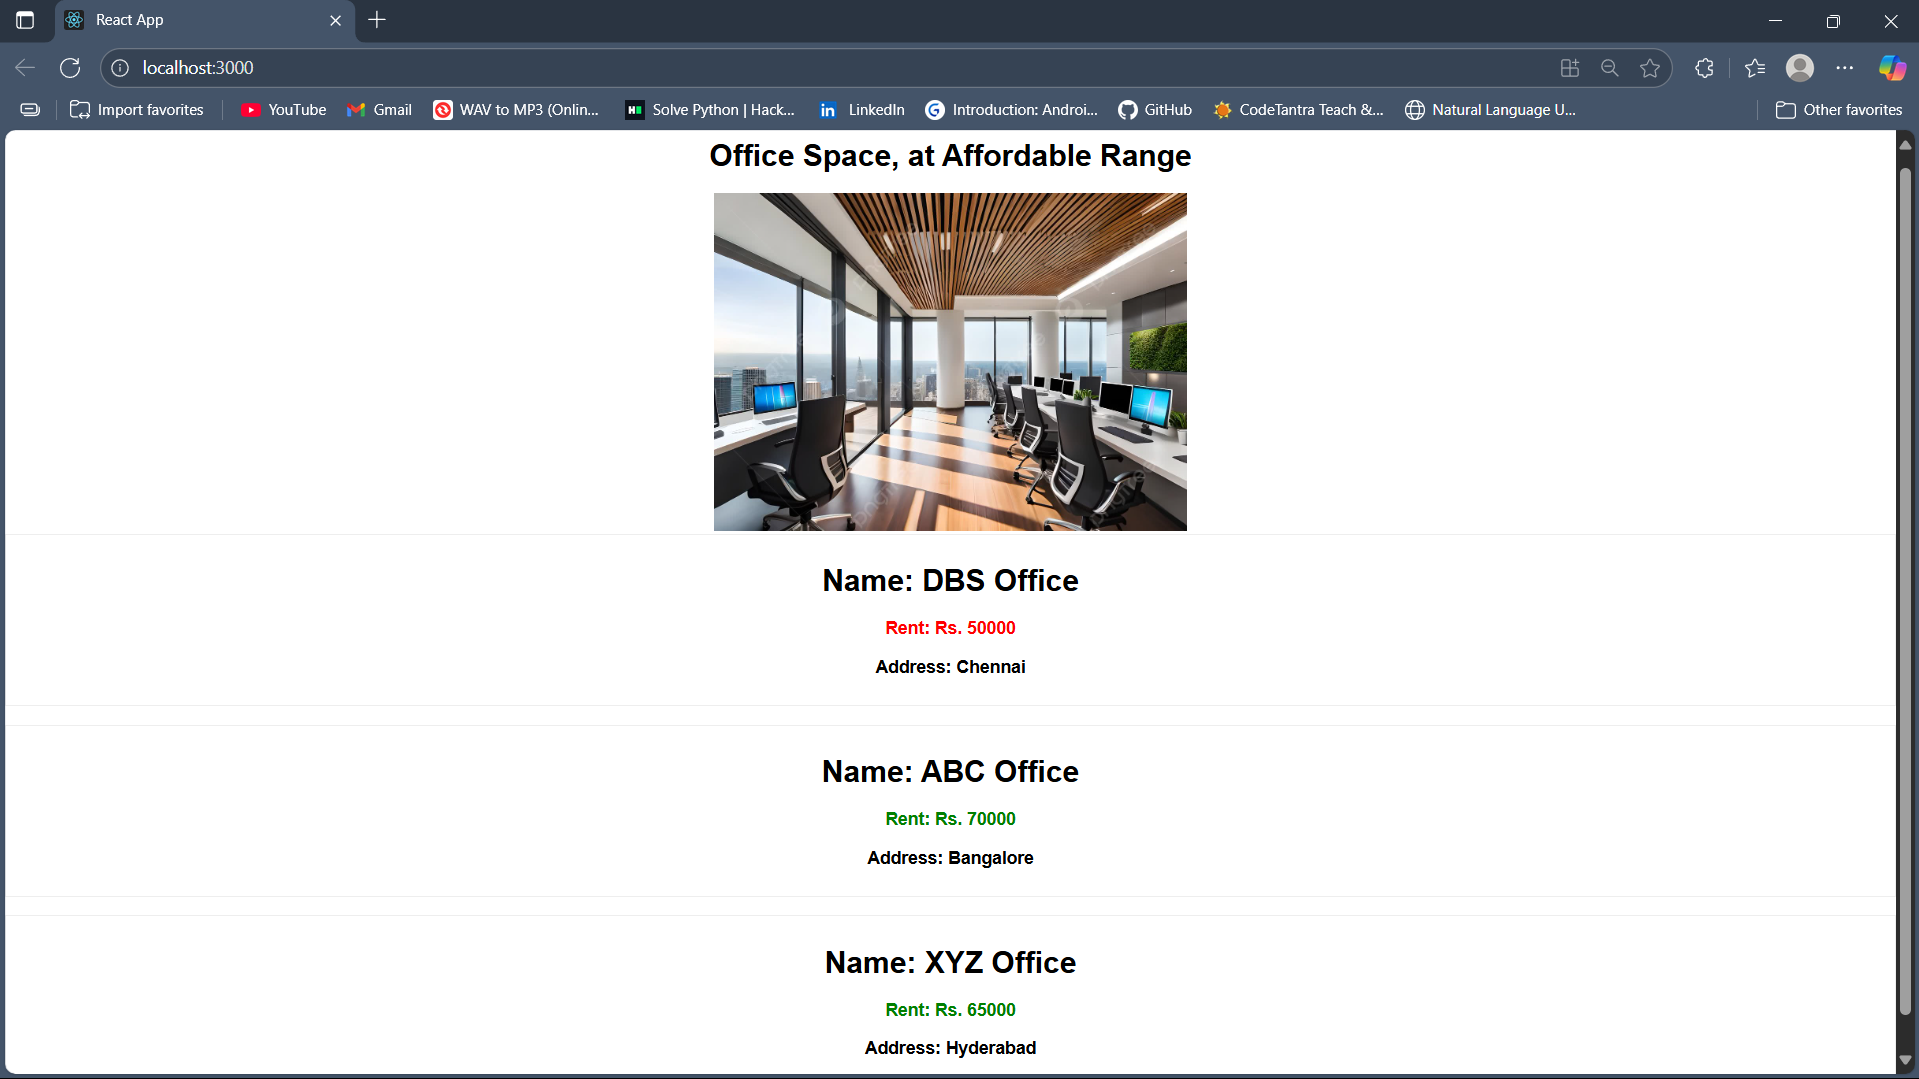 React App
localhost:3000
Import favorites
YouTube
Gmail
WAV to MP3 (Onlin...
Solve Python | Hack...
LinkedIn
Introduction: Androi...
GitHub
CodeTantra Teach &...
Natural Language U...
Other favorites
Office Space, at Affordable Range
Name: DBS Office
Rent: Rs. 50000
Address: Chennai
Name: ABC Office
Rent: Rs. 70000
Address: Bangalore
Name: XYZ Office
Rent: Rs. 65000
Address: Hyderabad